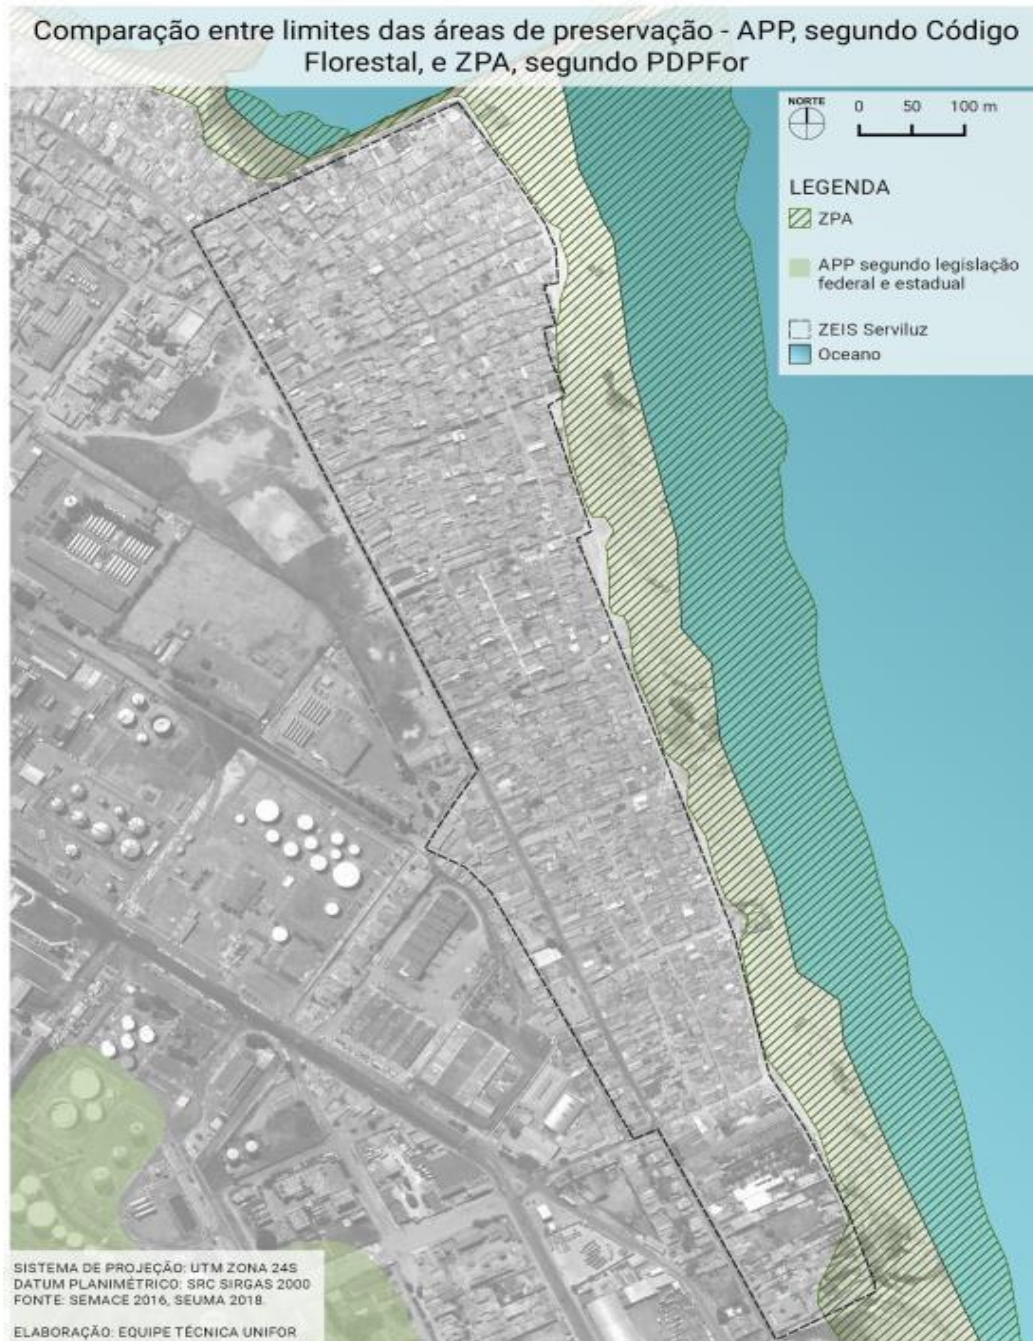 Comparação entre limites das áreas de preservação - APP, segundo Código
Florestal, e ZPA, segundo PDPFor
NORTE
0 50 100 m
LEGENDA
ZPA
APP segundo legislação
federal e estadual
ZEIS Serviluz
Oceano
SISTEMA DE PROJEÇÃO: UTM ZONA 24S
DATUM PLANIMÉTRICO: SRC SIRGAS 2000
FONTE: SEMACE 2016, SEUMA 2018.
ELABORAÇÃO: EQUIPE TÉCNICA UNIFOR